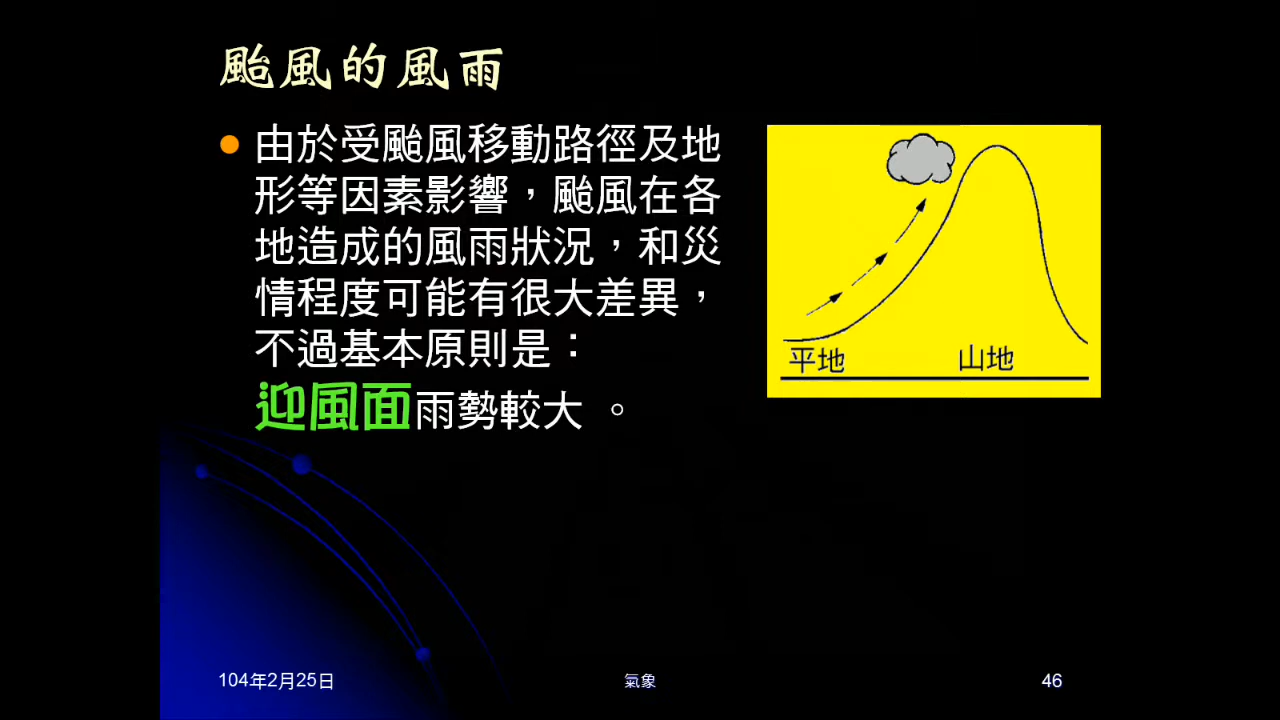 颱風的風雨
由於受颱風移動路徑及地
形等因素影響，颱風在各
地造成的風雨狀況，和災
情程度可能有很大差異，
不過基本原則是：
迎風面雨勢較大 。
平地
山地
104年2月25日
氣象
46